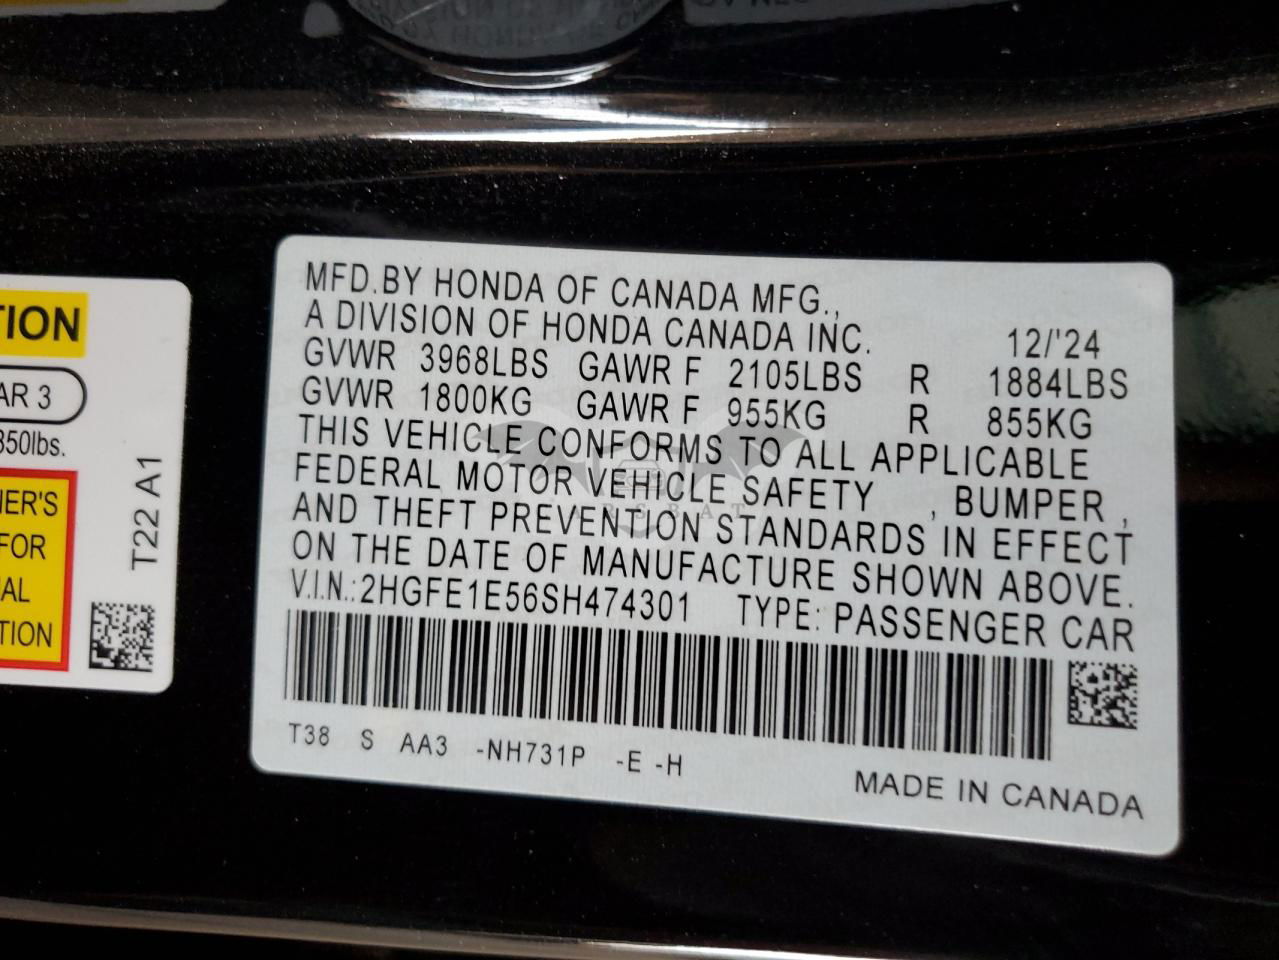 TION
AR 3
350lbs.
NER'S
FOR
AL
TION
T22 A1
MFD.BY HONDA OF CANADA MFG.,
A DIVISION OF HONDA CANADA INC. 12/'24
GVWR 3968LBS GAWR F 2105LBS R 1884LBS
GVWR 1800KG GAWR F 955KG R 855KG
THIS VEHICLE CONFORMS TO ALL APPLICABLE
FEDERAL MOTOR VEHICLE SAFETY , BUMPER ,
AND THEFT PREVENTION STANDARDS IN EFFECT
ON THE DATE OF MANUFACTURE SHOWN ABOVE.
V.I.N.:2HGFE1E56SH474301 TYPE: PASSENGER CAR
T38 S AA3 -NH731P -E -H
MADE IN CANADA